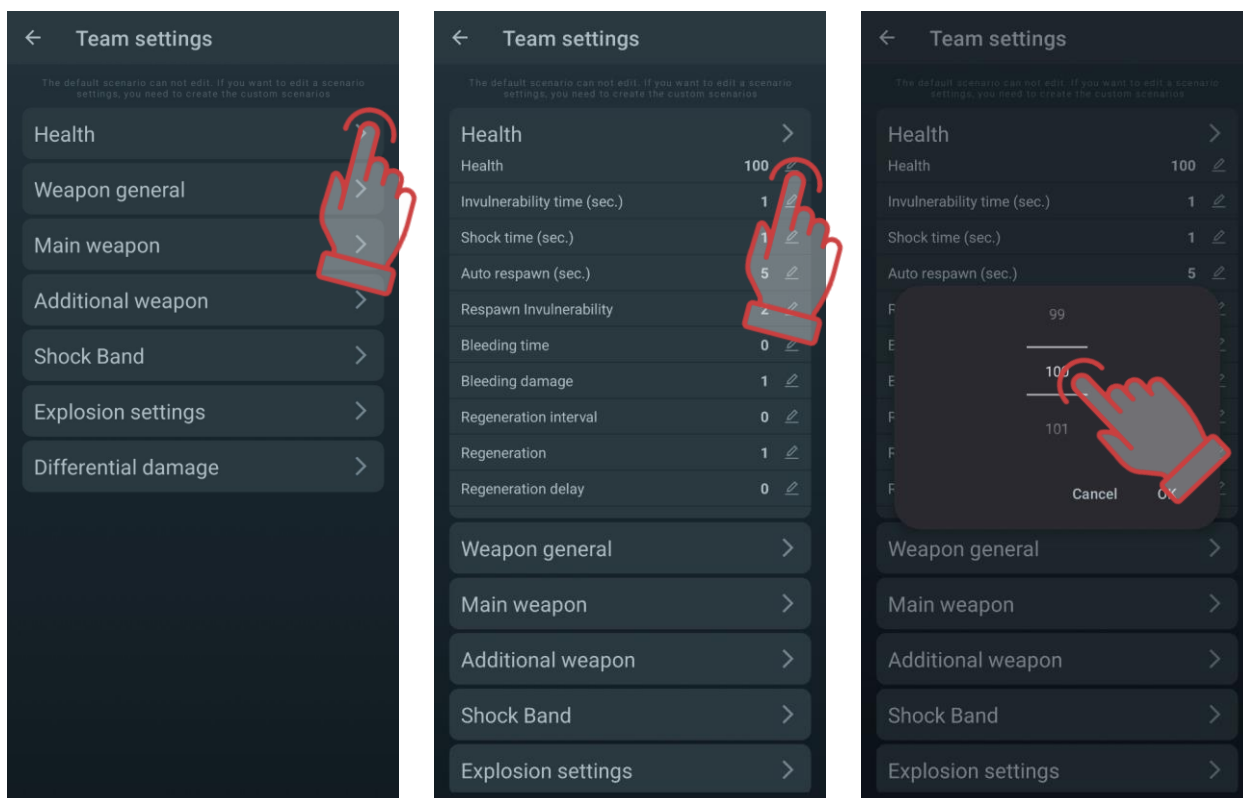 Team settings
The default scenario can not edit. If you want to edit a scenario
settings, you need to create the custom scenarios
Health
Weapon general
Main weapon
Additional weapon
Shock Band
Explosion settings
Differential damage
Team settings
The default scenario can not edit. If you want to edit a scenario
settings, you need to create the custom scenarios
Health
Health 100
Invulnerability time (sec.) 1
Shock time (sec.) 1
Auto respawn (sec.) 5
Respawn Invulnerability 2
Bleeding time 0
Bleeding damage 1
Regeneration interval 0
Regeneration 1
Regeneration delay 0
Weapon general
Main weapon
Additional weapon
Shock Band
Explosion settings
Team settings
The default scenario can not edit. If you want to edit a scenario
settings, you need to create the custom scenarios
Health
Health 100
Invulnerability time (sec.) 1
Shock time (sec.) 1
Auto respawn (sec.) 5
99
100
101
Cancel OK
Weapon general
Main weapon
Additional weapon
Shock Band
Explosion settings